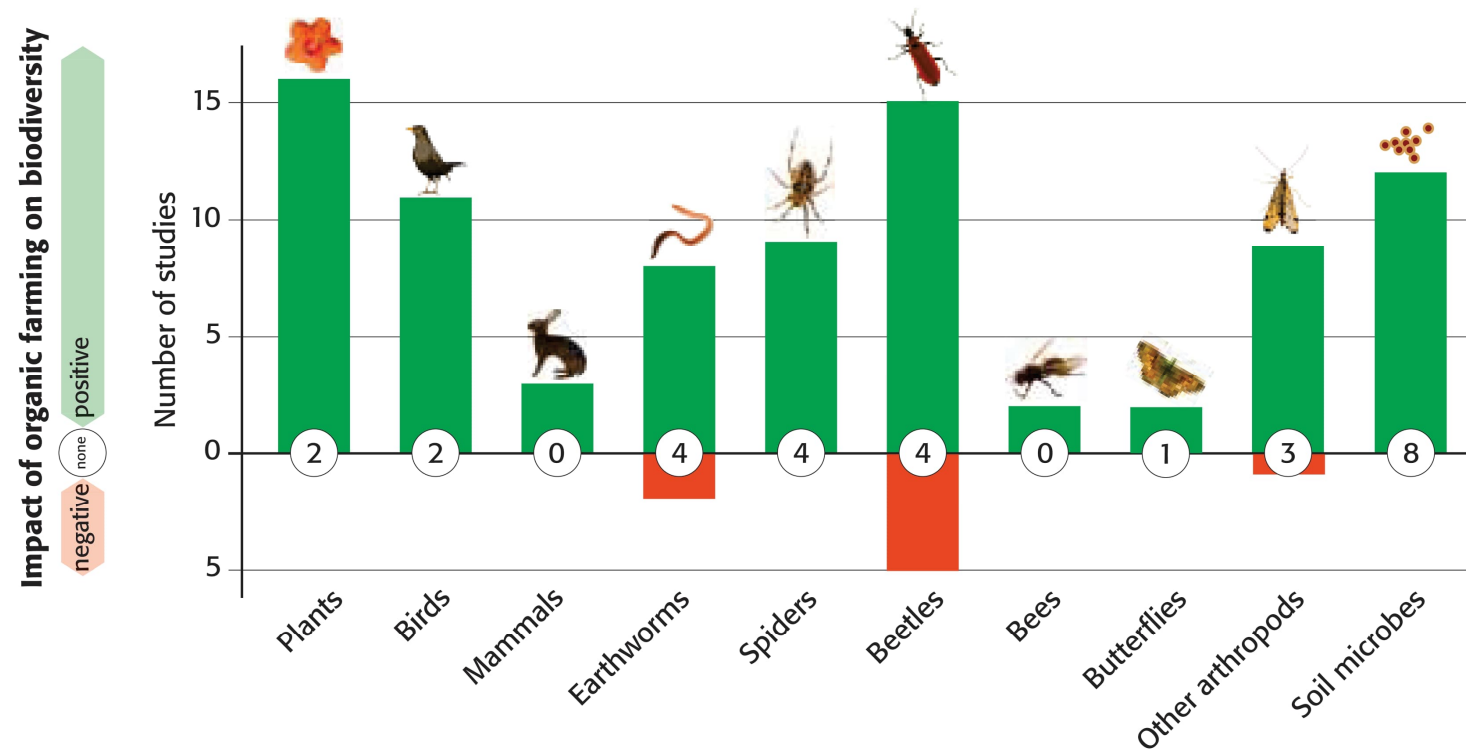 Impact of organic farming on biodiversity
positive
none
negative
Number of studies
15
10
5
0
5
2
2
0
4
4
4
0
1
3
8
Plants
Birds
Mammals
Earthworms
Spiders
Beetles
Bees
Butterflies
Other arthropods
Soil microbes